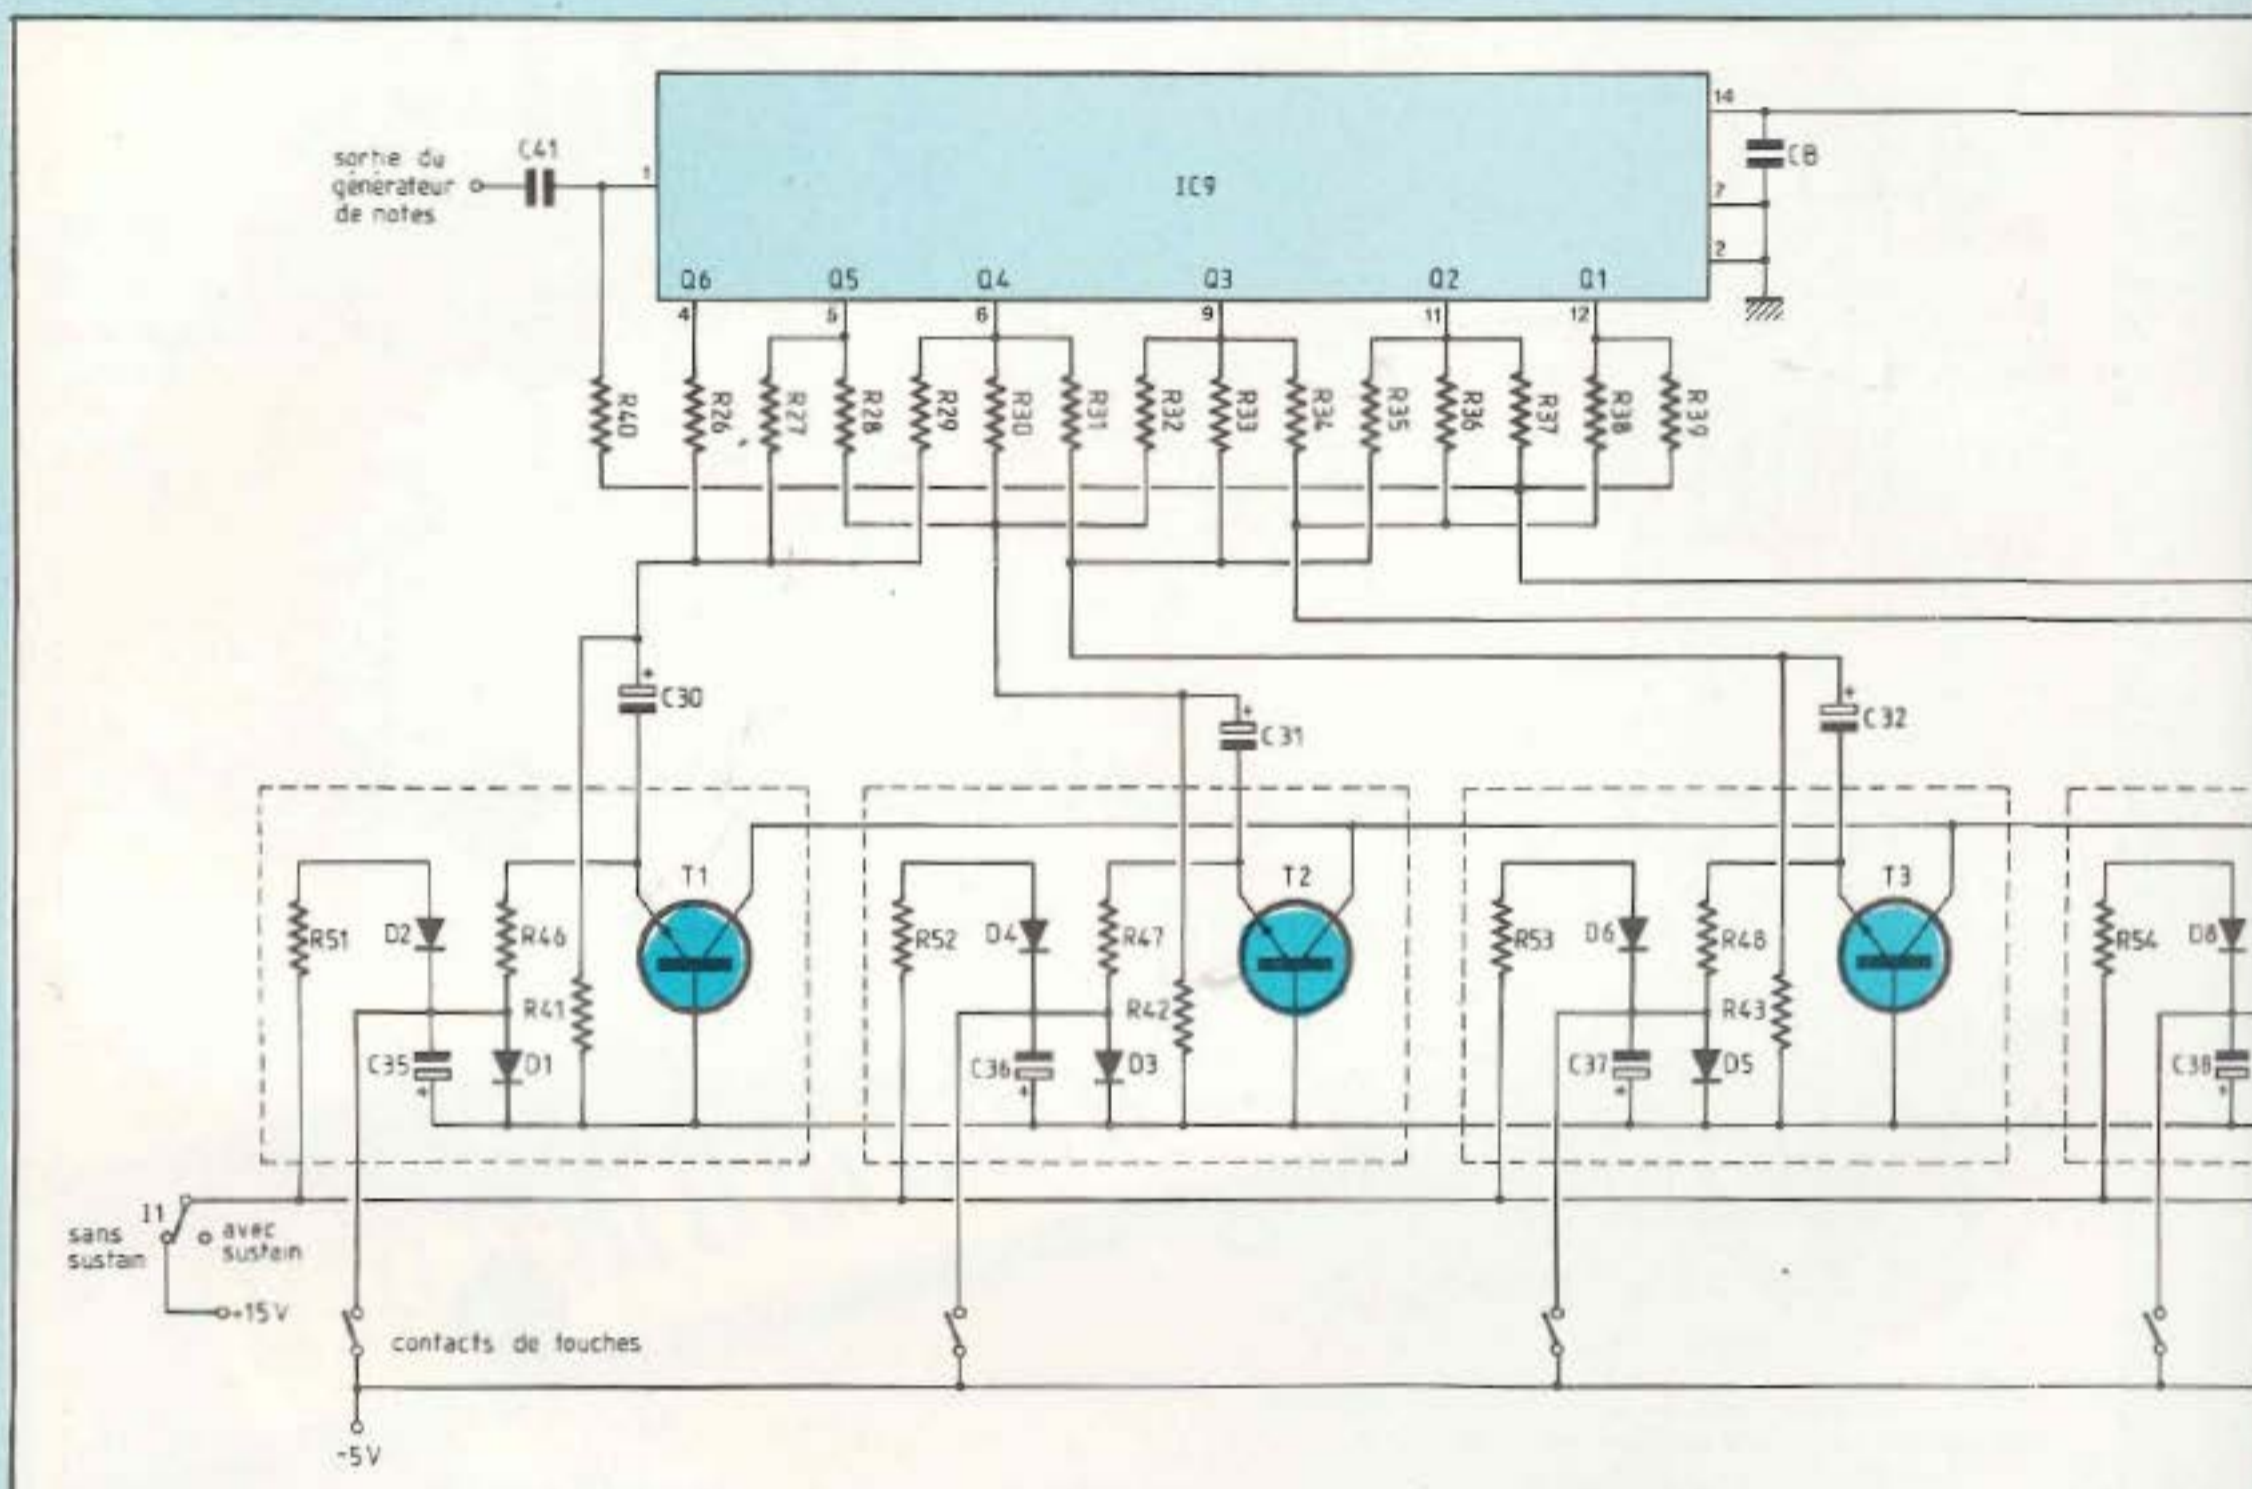 sortie du
générateur
de notes
C41
1
IC9
14
C8
7
2
Q6
Q5
Q4
Q3
Q2
Q1
4
5
6
9
11
12
R40
R26
R27
R28
R29
R30
R31
R32
R33
R34
R35
R36
R37
R38
R39
+
C30
+
C31
+
C32
T1
T2
T3
R51
D2
R46
R52
D4
R47
R53
D6
R48
R54
D8
R41
R42
R43
C35
D1
C36
D3
C37
D5
C38
+
+
+
+
I1
sans
sustain
avec
sustain
+15V
contacts de touches
-5V